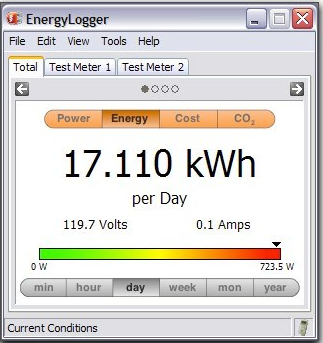 EnergyLogger
File Edit View Tools Help
Total Test Meter 1 Test Meter 2
Power Energy Cost CO₂
17.110 kWh
per Day
119.7 Volts 0.1 Amps
0 W 723.5 W
min hour day week mon year
Current Conditions